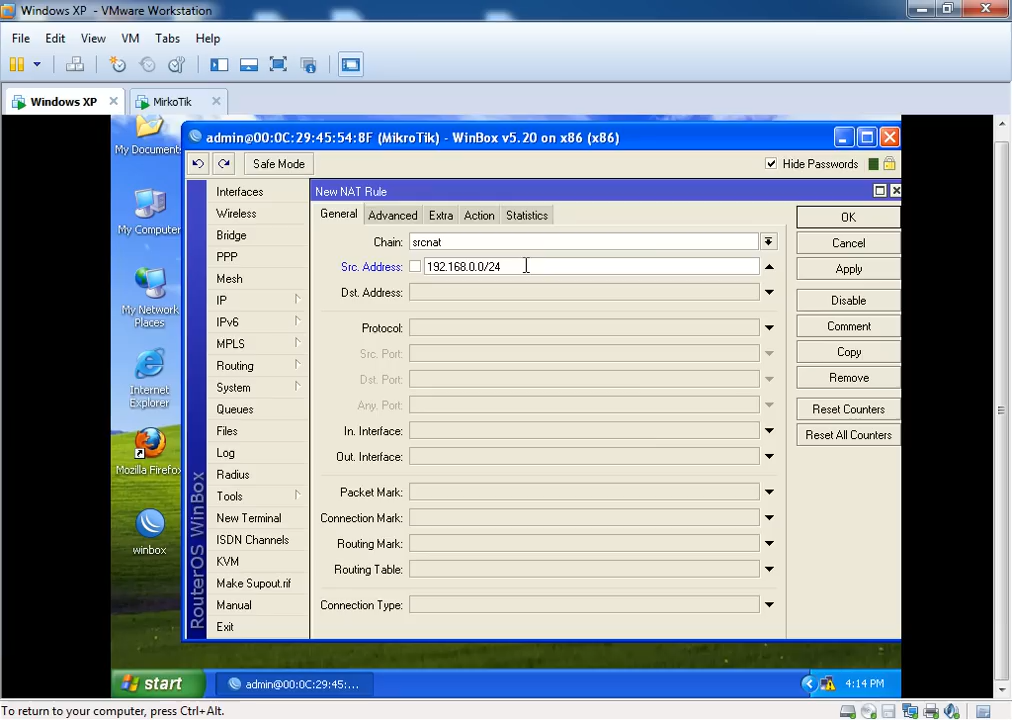 Windows XP - VMware Workstation
File Edit View VM Tabs Help
Windows XP MirkoTik
admin@00:0C:29:45:54:8F (MikroTik) - WinBox v5.20 on x86 (x86)
Safe Mode Hide Passwords
My Documents
My Computer
My Network Places
Internet Explorer
Mozilla Firefox
winbox
RouterOS WinBox
Interfaces
Wireless
Bridge
PPP
Mesh
IP
IPv6
MPLS
Routing
System
Queues
Files
Log
Radius
Tools
New Terminal
ISDN Channels
KVM
Make Supout.rif
Manual
Exit
New NAT Rule
General Advanced Extra Action Statistics
Chain: srcnat
Src. Address: 192.168.0.0/24
Dst. Address:
Protocol:
Src. Port:
Dst. Port:
Any. Port:
In. Interface:
Out. Interface:
Packet Mark:
Connection Mark:
Routing Mark:
Routing Table:
Connection Type:
OK
Cancel
Apply
Disable
Comment
Copy
Remove
Reset Counters
Reset All Counters
start admin@00:0C:29:45:... 4:14 PM
To return to your computer, press Ctrl+Alt.